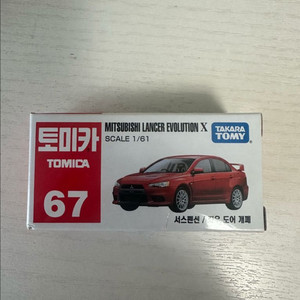 토미카
TOMICA
67
MITSUBISHI LANCER EVOLUTION X
SCALE 1/61
TAKARA
TOMY
서스펜션 / 도어 개폐